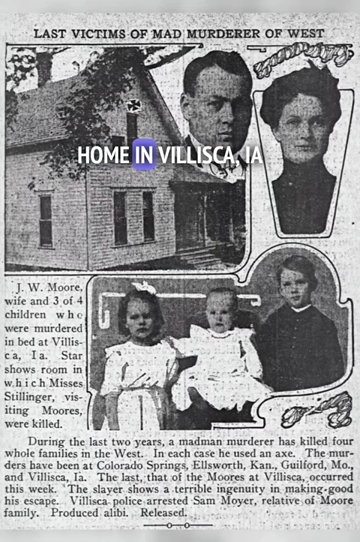 LAST VICTIMS OF MAD MURDERER OF WEST
HOME IN VILLISCA, IA
J. W. Moore,
wife and 3 of 4
children who
were murdered
in bed at Villis-
ca, Ia. Star
shows room in
which Misses
Stillinger, vis-
iting Moores,
were killed.
During the last two years, a madman murderer has killed four
whole families in the West. In each case he used an axe. The mur-
ders have been at Colorado Springs, Ellsworth, Kan., Guilford, Mo.,
and Villisca, Ia. The last, that of the Moores at Villisca, occurred
this week. The slayer shows a terrible ingenuity in making good
his escape. Villisca police arrested Sam Moyer, relative of Moore
family. Produced alibi. Released.